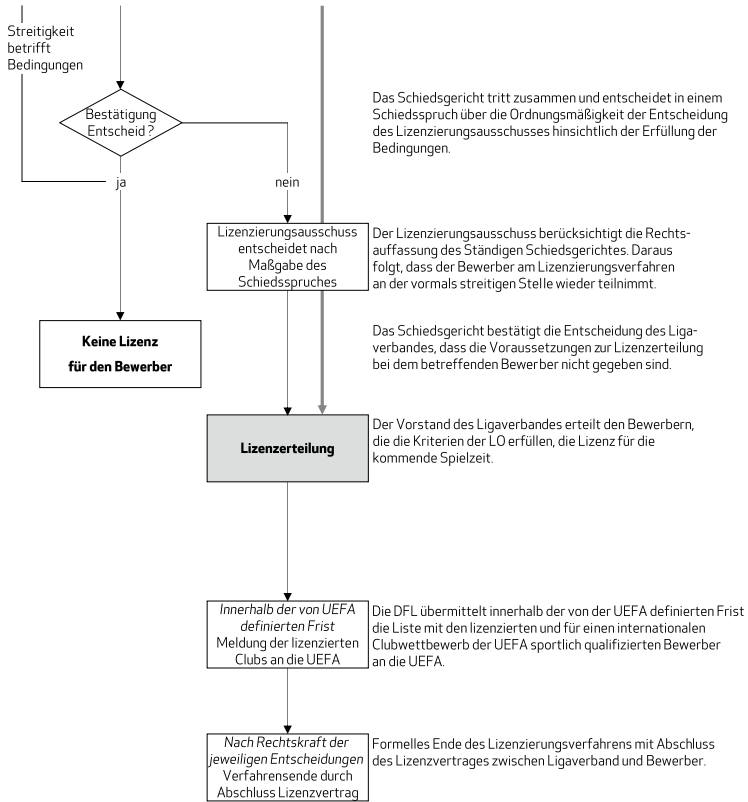 Streitigkeit
betrifft
Bedingungen
Bestätigung
Entscheid ?
Das Schiedsgericht tritt zusammen und entscheidet in einem
Schiedsspruch über die Ordnungsmäßigkeit der Entscheidung
des Lizenzierungsausschusses hinsichtlich der Erfüllung der
Bedingungen.
ja
nein
Lizenzierungsausschuss
entscheidet nach
Maßgabe des
Schiedsspruches
Der Lizenzierungsausschuss berücksichtigt die Rechts-
auffassung des Ständigen Schiedsgerichtes. Daraus
folgt, dass der Bewerber am Lizenzierungsverfahren
an der vormals streitigen Stelle wieder teilnimmt.
Keine Lizenz
für den Bewerber
Das Schiedsgericht bestätigt die Entscheidung des Liga-
verbandes, dass die Voraussetzungen zur Lizenzerteilung
bei dem betreffenden Bewerber nicht gegeben sind.
Lizenzerteilung
Der Vorstand des Ligaverbandes erteilt den Bewerbern,
die die Kriterien der LO erfüllen, die Lizenz für die
kommende Spielzeit.
Innerhalb der von UEFA
definierten Frist
Meldung der lizenzierten
Clubs an die UEFA
Die DFL übermittelt innerhalb der von der UEFA definierten Frist
die Liste mit den lizenzierten und für einen internationalen
Clubwettbewerb der UEFA sportlich qualifizierten Bewerber
an die UEFA.
Nach Rechtskraft der
jeweiligen Entscheidungen
Verfahrensende durch
Abschluss Lizenzvertrag
Formelles Ende des Lizenzierungsverfahrens mit Abschluss
des Lizenzvertrages zwischen Ligaverband und Bewerber.